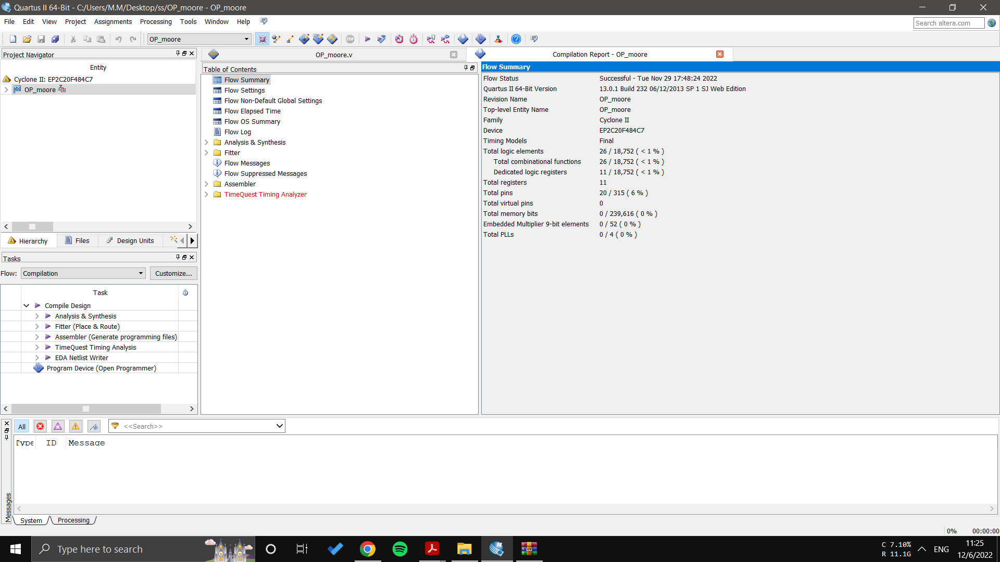 Quartus II 64-Bit - C:/Users/M.M/Desktop/ss/OP_moore - OP_moore
File Edit View Project Assignments Processing Tools Window Help
Search altera.com
OP_moore
Project Navigator
Entity
Cyclone II: EP2C20F484C7
OP_moore
Hierarchy
Files
Design Units
Tasks
Flow: Compilation
Customize...
Task
Compile Design
Analysis & Synthesis
Fitter (Place & Route)
Assembler (Generate programming files)
TimeQuest Timing Analysis
EDA Netlist Writer
Program Device (Open Programmer)
OP_moore.v
Compilation Report - OP_moore
Table of Contents
Flow Summary
Flow Settings
Flow Non-Default Global Settings
Flow Elapsed Time
Flow OS Summary
Flow Log
Analysis & Synthesis
Fitter
Flow Messages
Flow Suppressed Messages
Assembler
TimeQuest Timing Analyzer
Flow Summary
Flow Status Successful - Tue Nov 29 17:48:24 2022
Quartus II 64-Bit Version 13.0.1 Build 232 06/12/2013 SP 1 SJ Web Edition
Revision Name OP_moore
Top-level Entity Name OP_moore
Family Cyclone II
Device EP2C20F484C7
Timing Models Final
Total logic elements 26 / 18,752 ( < 1 % )
Total combinational functions 26 / 18,752 ( < 1 % )
Dedicated logic registers 11 / 18,752 ( < 1 % )
Total registers 11
Total pins 20 / 315 ( 6 % )
Total virtual pins 0
Total memory bits 0 / 239,616 ( 0 % )
Embedded Multiplier 9-bit elements 0 / 52 ( 0 % )
Total PLLs 0 / 4 ( 0 % )
All
<<Search>>
Type ID Message
Messages
System Processing
0% 00:00:00
Type here to search
C 7.10%
R 11.1G
ENG
11:25
12/6/2022